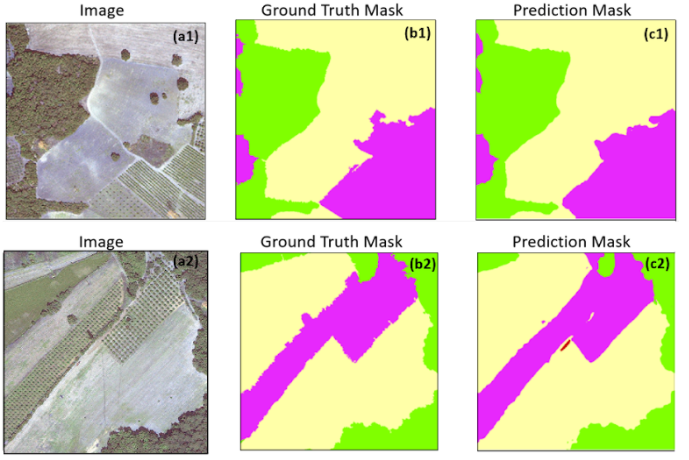 Image Ground Truth Mask Prediction Mask
(a1) (b1) (c1)
Image Ground Truth Mask Prediction Mask
(a2) (b2) (c2)